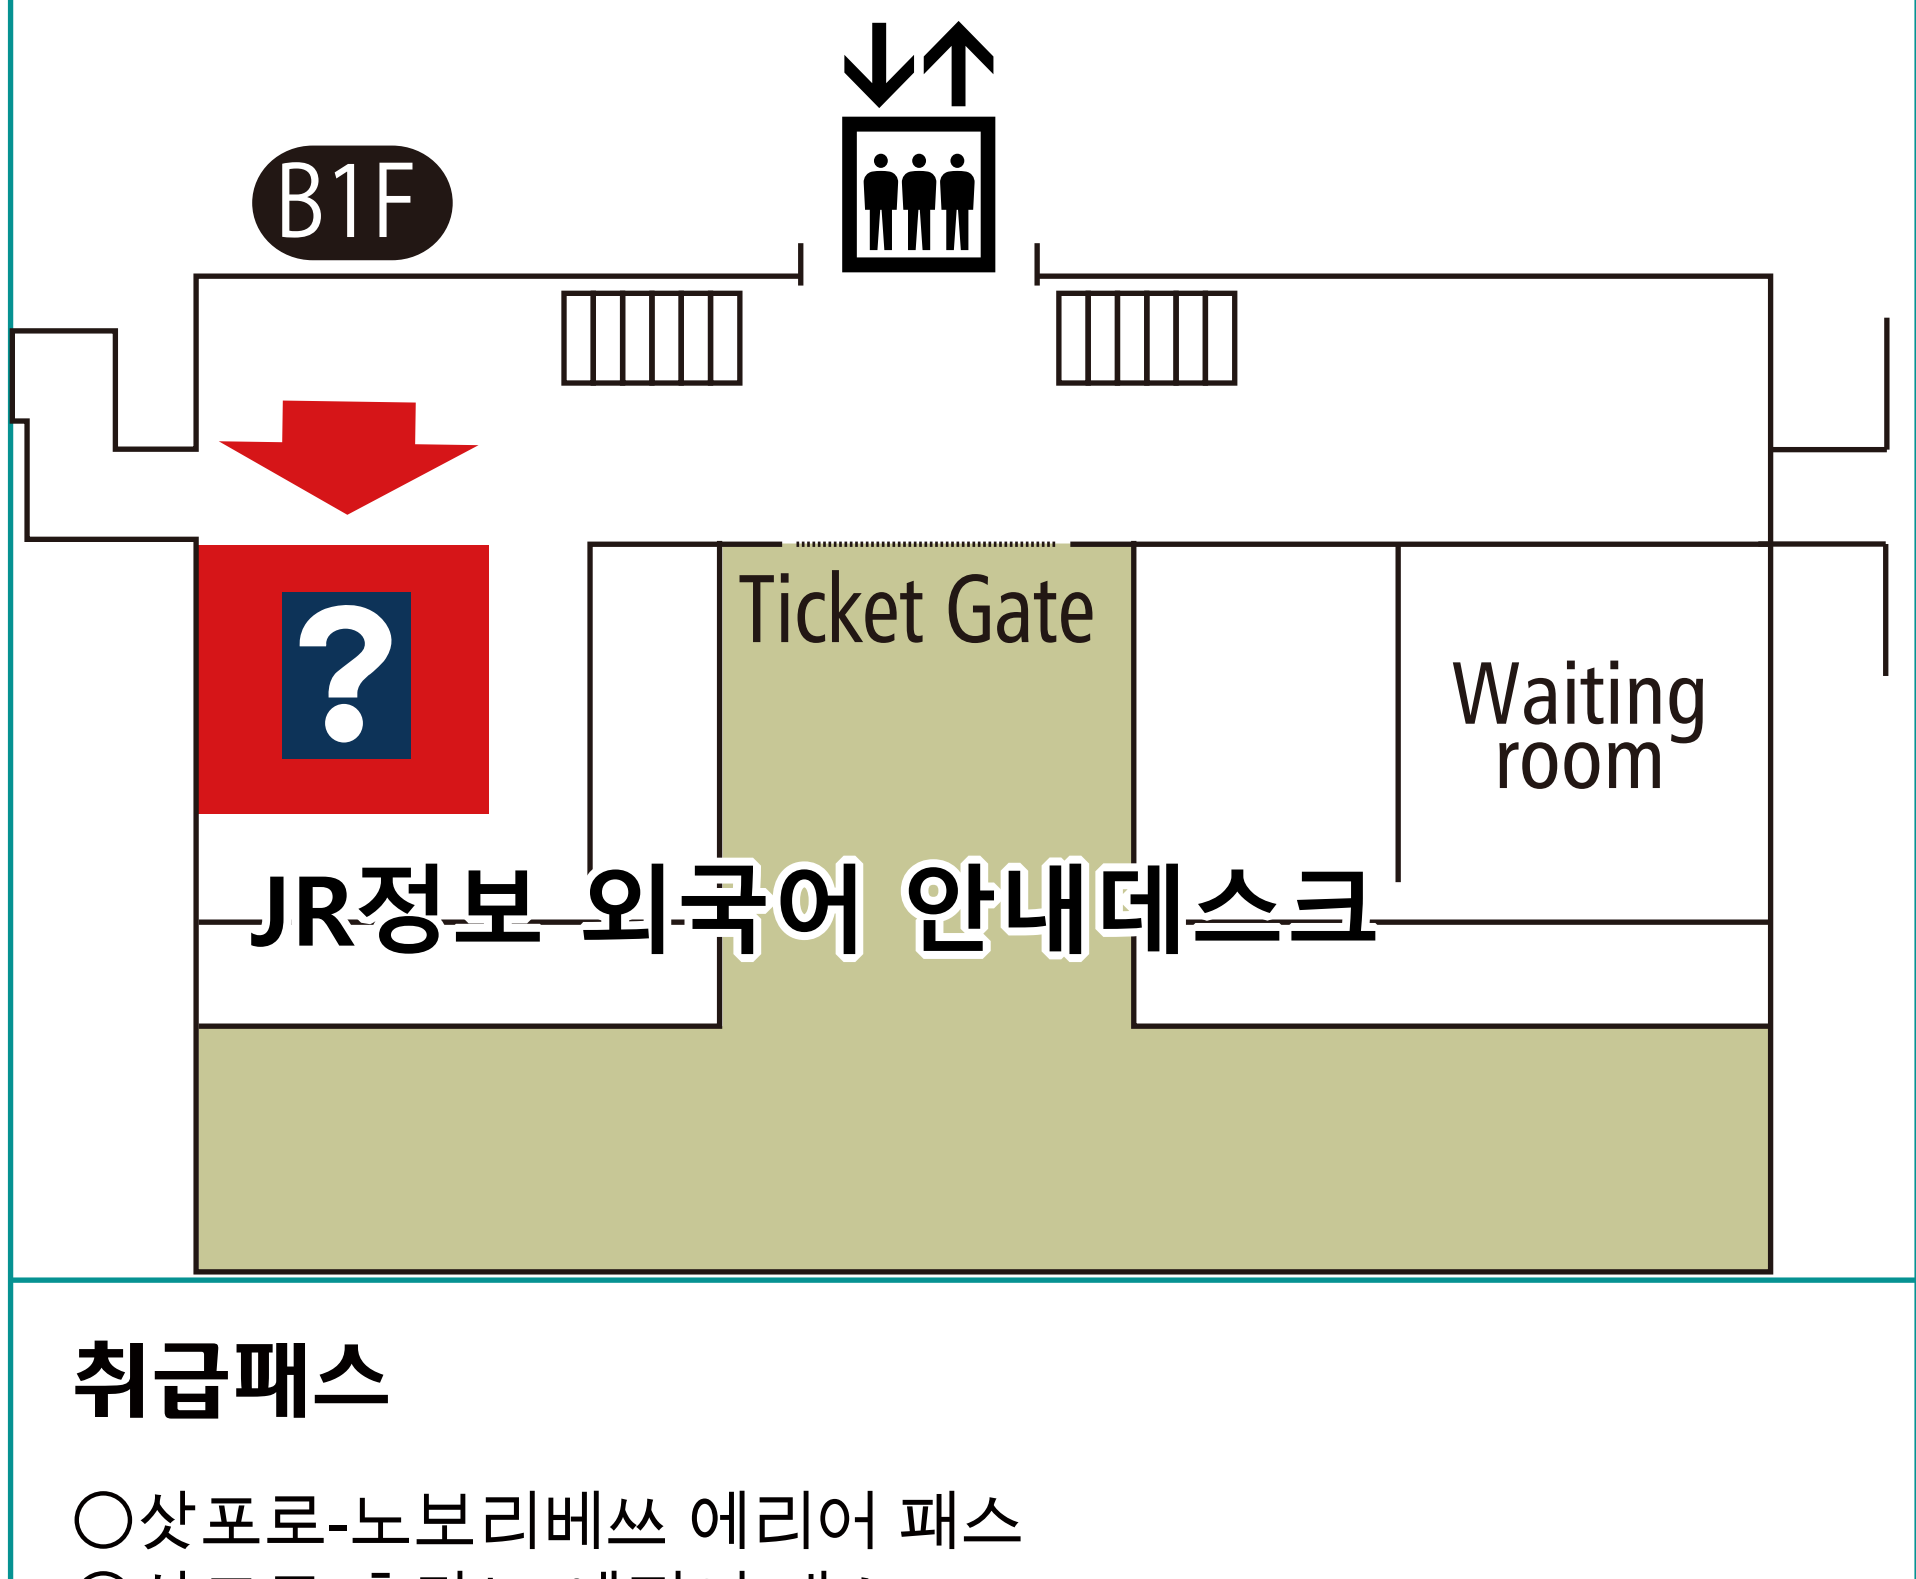 B1F
?
Ticket Gate
Waiting
room
JR정보 외국어 안내데스크
취급패스
○삿포로-노보리베쓰 에리어 패스